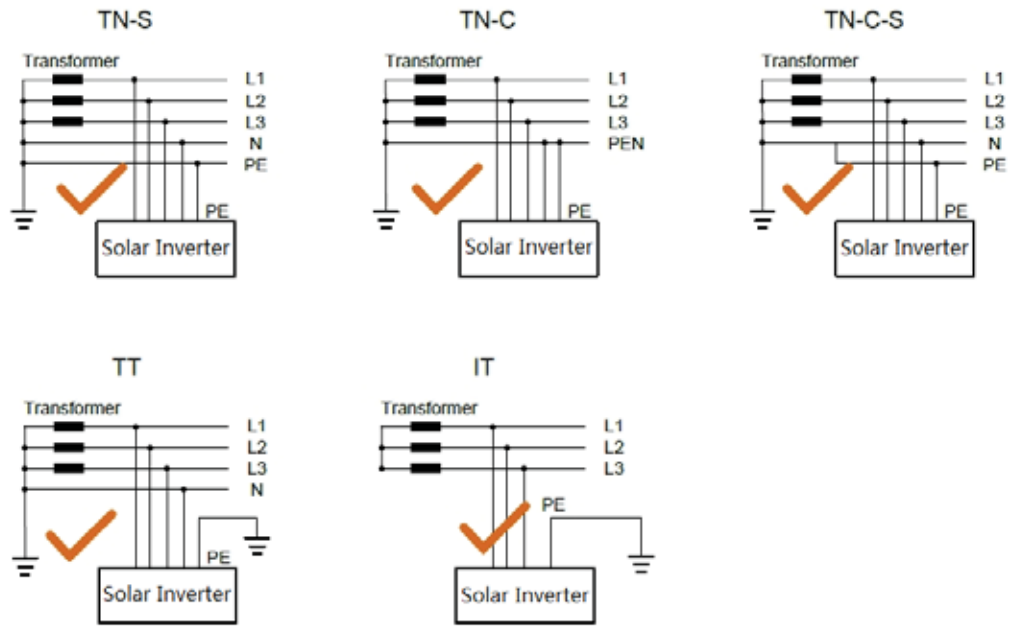 TN-S
Transformer
L1
L2
L3
N
PE
PE
Solar Inverter
TN-C
Transformer
L1
L2
L3
PEN
PE
Solar Inverter
TN-C-S
Transformer
L1
L2
L3
N
PE
PE
Solar Inverter
TT
Transformer
L1
L2
L3
N
PE
Solar Inverter
IT
Transformer
L1
L2
L3
PE
Solar Inverter